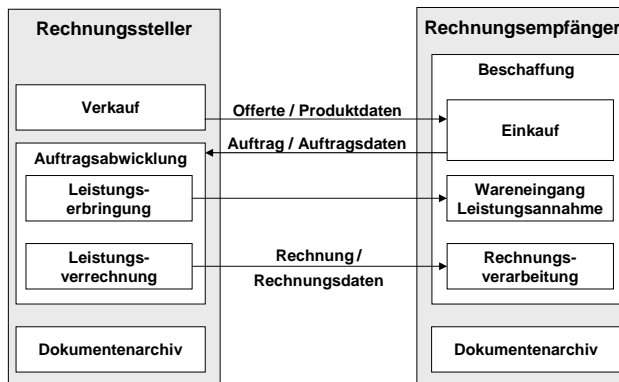 Rechnungssteller
Rechnungsempfänger
Beschaffung
Verkauf
Offerte / Produktdaten
Einkauf
Auftrag / Auftragsdaten
Auftragsabwicklung
Leistungs-
erbringung
Wareneingang
Leistungsannahme
Leistungs-
verrechnung
Rechnung /
Rechnungsdaten
Rechnungs-
verarbeitung
Dokumentenarchiv
Dokumentenarchiv